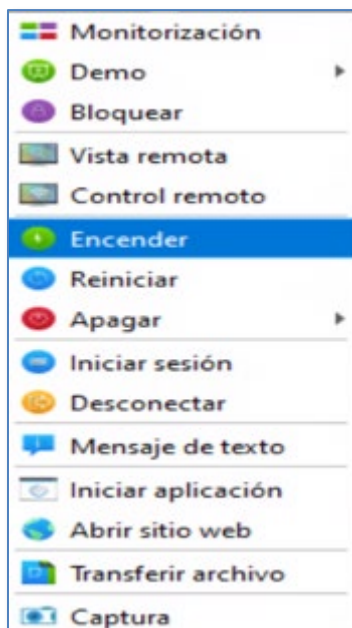 Monitorización
Demo
Bloquear
Vista remota
Control remoto
Encender
Reiniciar
Apagar
Iniciar sesión
Desconectar
Mensaje de texto
Iniciar aplicación
Abrir sitio web
Transferir archivo
Captura